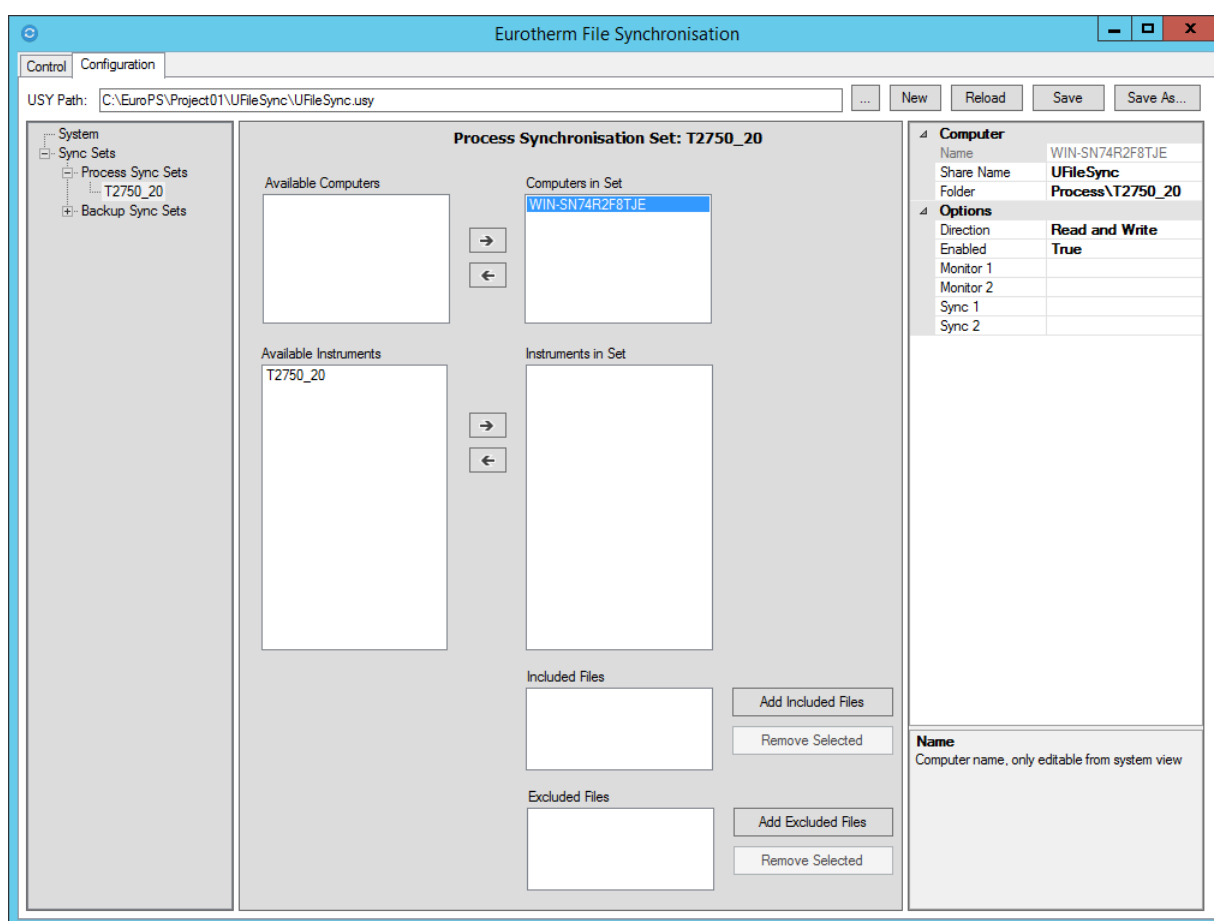 Eurotherm File Synchronisation
Control Configuration
USY Path: C:\EuroPS\Project01\UFileSync\UFileSync.usy ... New Reload Save Save As...
System
Sync Sets
Process Sync Sets
T2750_20
Backup Sync Sets
Process Synchronisation Set: T2750_20
Available Computers
Computers in Set
WIN-SN74R2F8TJE
Available Instruments
T2750_20
Instruments in Set
Included Files
Add Included Files
Remove Selected
Excluded Files
Add Excluded Files
Remove Selected
Computer
Name WIN-SN74R2F8TJE
Share Name UFileSync
Folder Process\T2750_20
Options
Direction Read and Write
Enabled True
Monitor 1
Monitor 2
Sync 1
Sync 2
Name
Computer name, only editable from system view